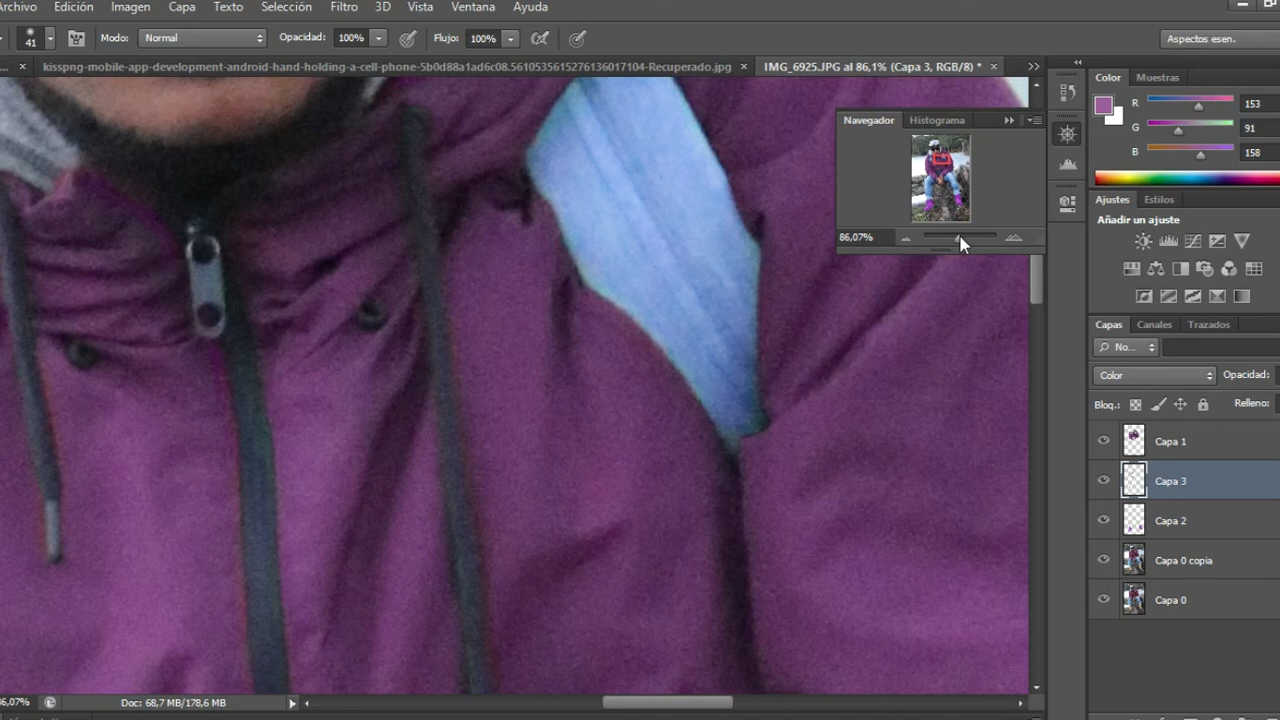 Archivo Edición Imagen Capa Texto Selección Filtro 3D Vista Ventana Ayuda
41 Modo: Normal Opacidad: 100% Flujo: 100% Aspectos esen.
... × kisspng-mobile-app-development-android-hand-holding-a-cell-phone-5b0d88a1ad6c08.5610535615276136017104-Recuperado.jpg × IMG_6925.JPG al 86,1% (Capa 3, RGB/8) * ×
Color Muestras
R 153
G 91
B 158
Navegador Histograma
86,07%
Ajustes Estilos
Añadir un ajuste
Capas Canales Trazados
No...
Color Opacidad:
Bloq.: Relleno:
Capa 1
Capa 3
Capa 2
Capa 0 copia
Capa 0
86,07% Doc: 68,7 MB/178,6 MB